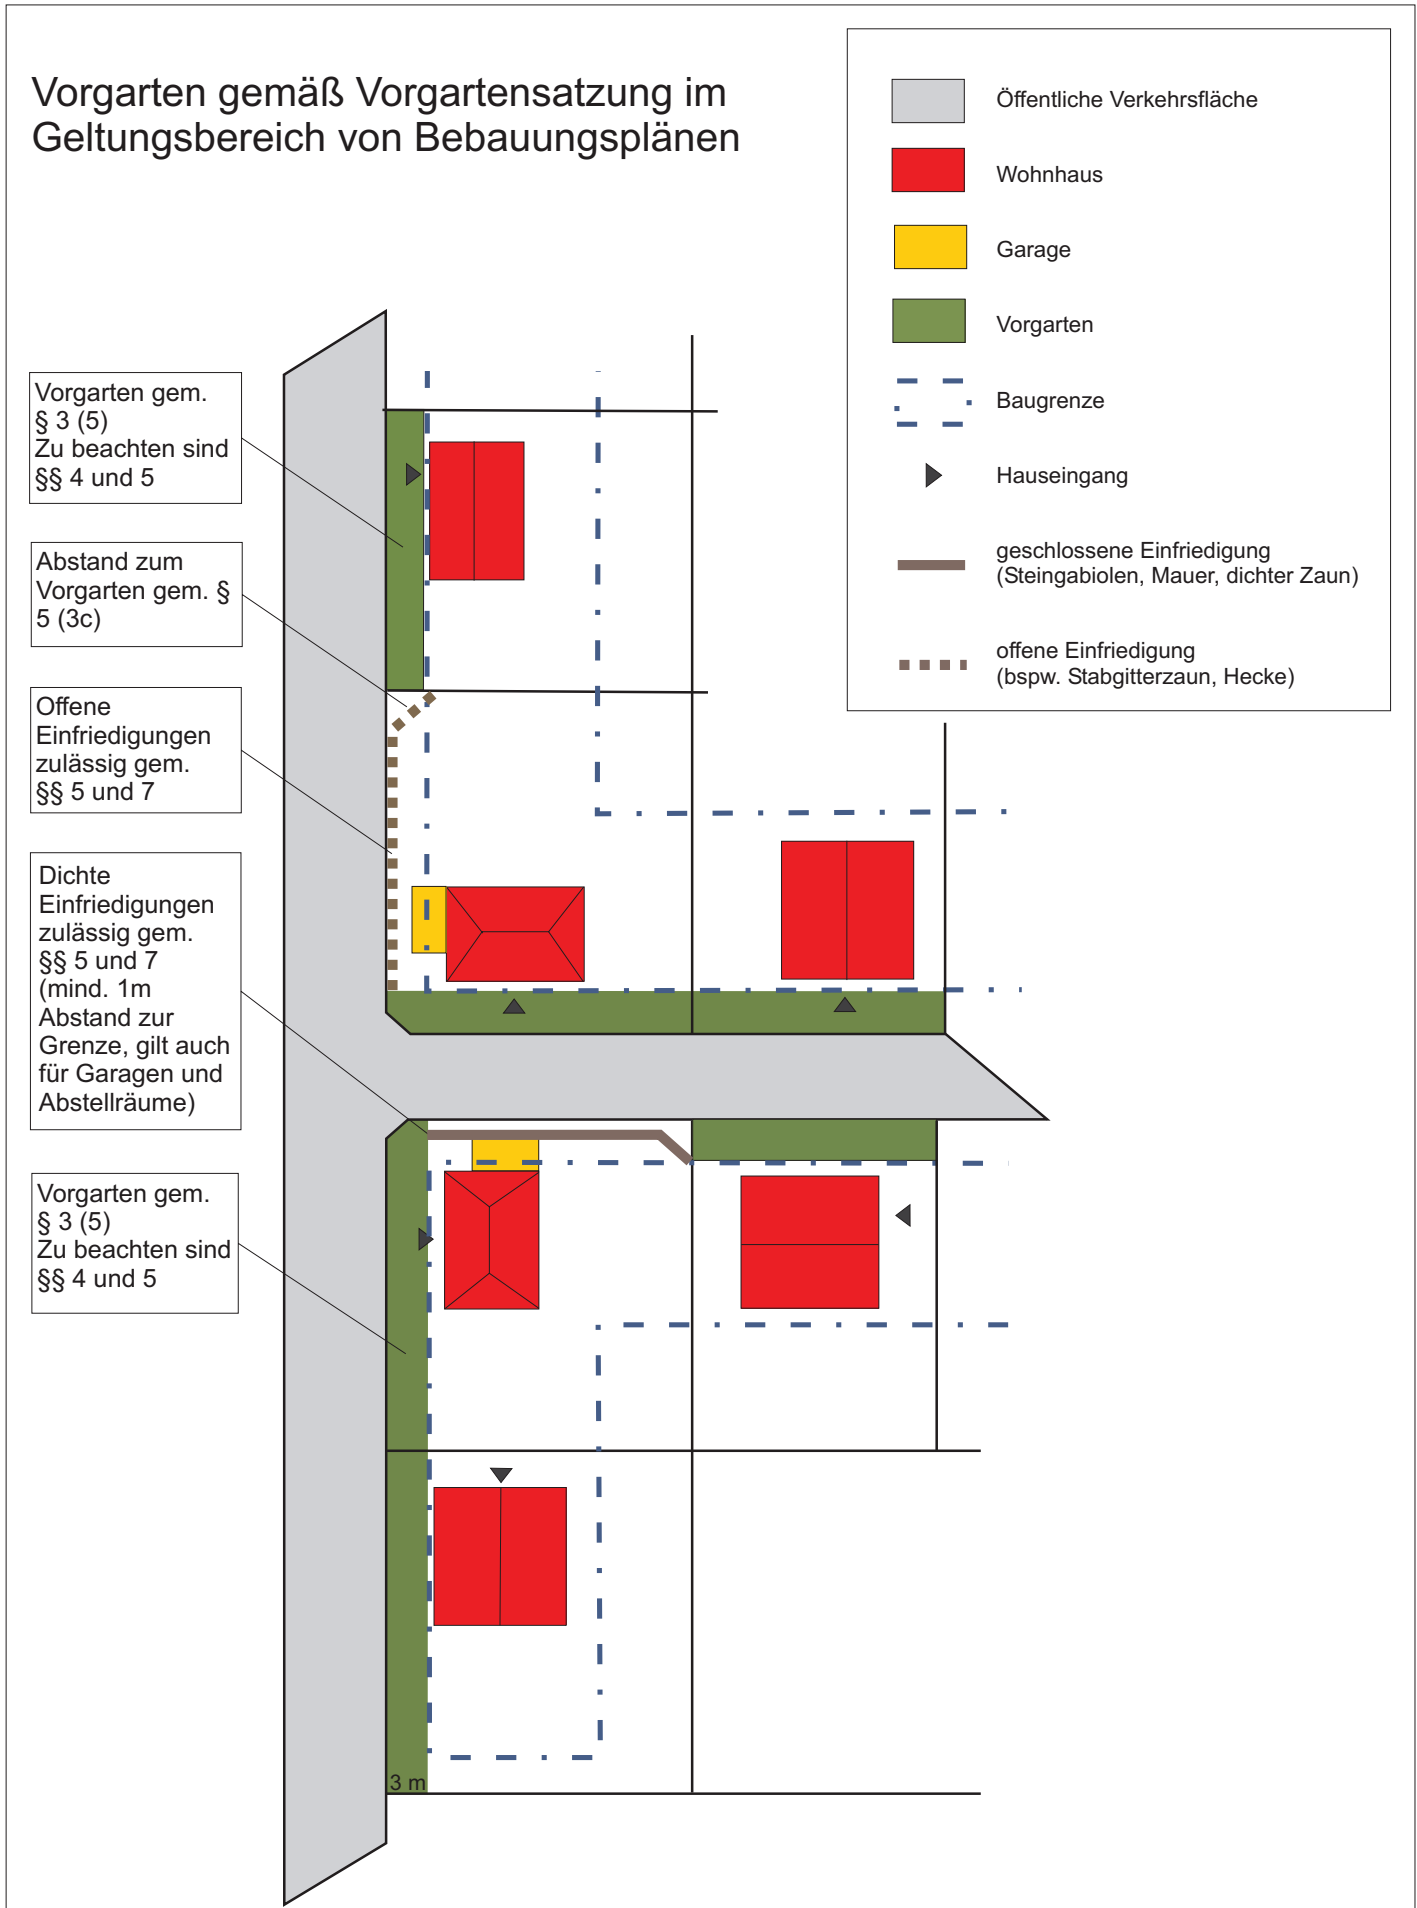 Vorgarten gemäß Vorgartensatzung im
Geltungsbereich von Bebauungsplänen
Öffentliche Verkehrsfläche
Wohnhaus
Garage
Vorgarten
Baugrenze
Hauseingang
geschlossene Einfriedigung
(Steingabiolen, Mauer, dichter Zaun)
offene Einfriedigung
(bspw. Stabgitterzaun, Hecke)
Vorgarten gem.
§ 3 (5)
Zu beachten sind
§§ 4 und 5
Abstand zum
Vorgarten gem. §
5 (3c)
Offene
Einfriedigungen
zulässig gem.
§§ 5 und 7
Dichte
Einfriedigungen
zulässig gem.
§§ 5 und 7
(mind. 1m
Abstand zur
Grenze, gilt auch
für Garagen und
Abstellräume)
Vorgarten gem.
§ 3 (5)
Zu beachten sind
§§ 4 und 5
3 m